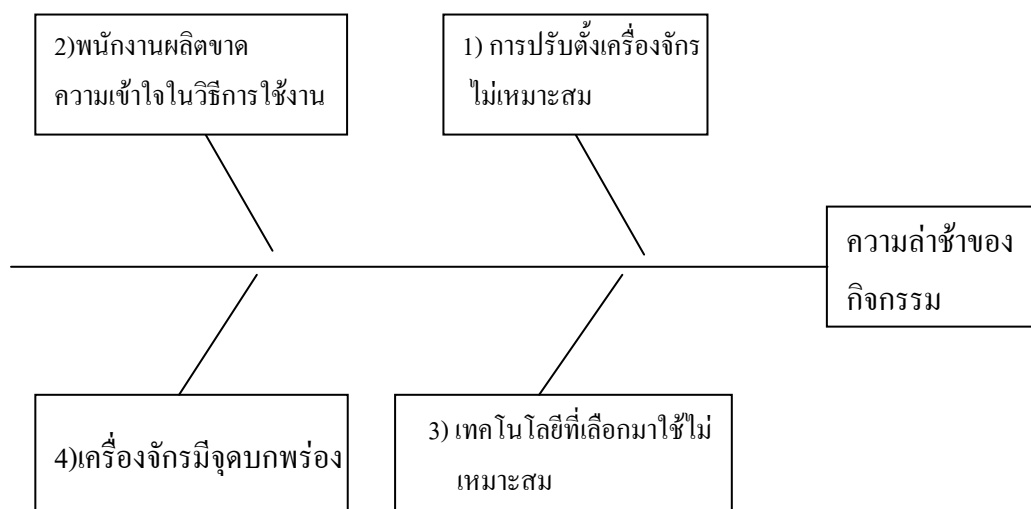 2)พนักงานผลิตขาด
ความเข้าใจในวิธีการใช้งาน
1) การปรับตั้งเครื่องจักร
ไม่เหมาะสม
ความล่าช้าของ
กิจกรรม
4)เครื่องจักรมีจุดบกพร่อง
3) เทคโนโลยีที่เลือกมาใช้ไม่
เหมาะสม